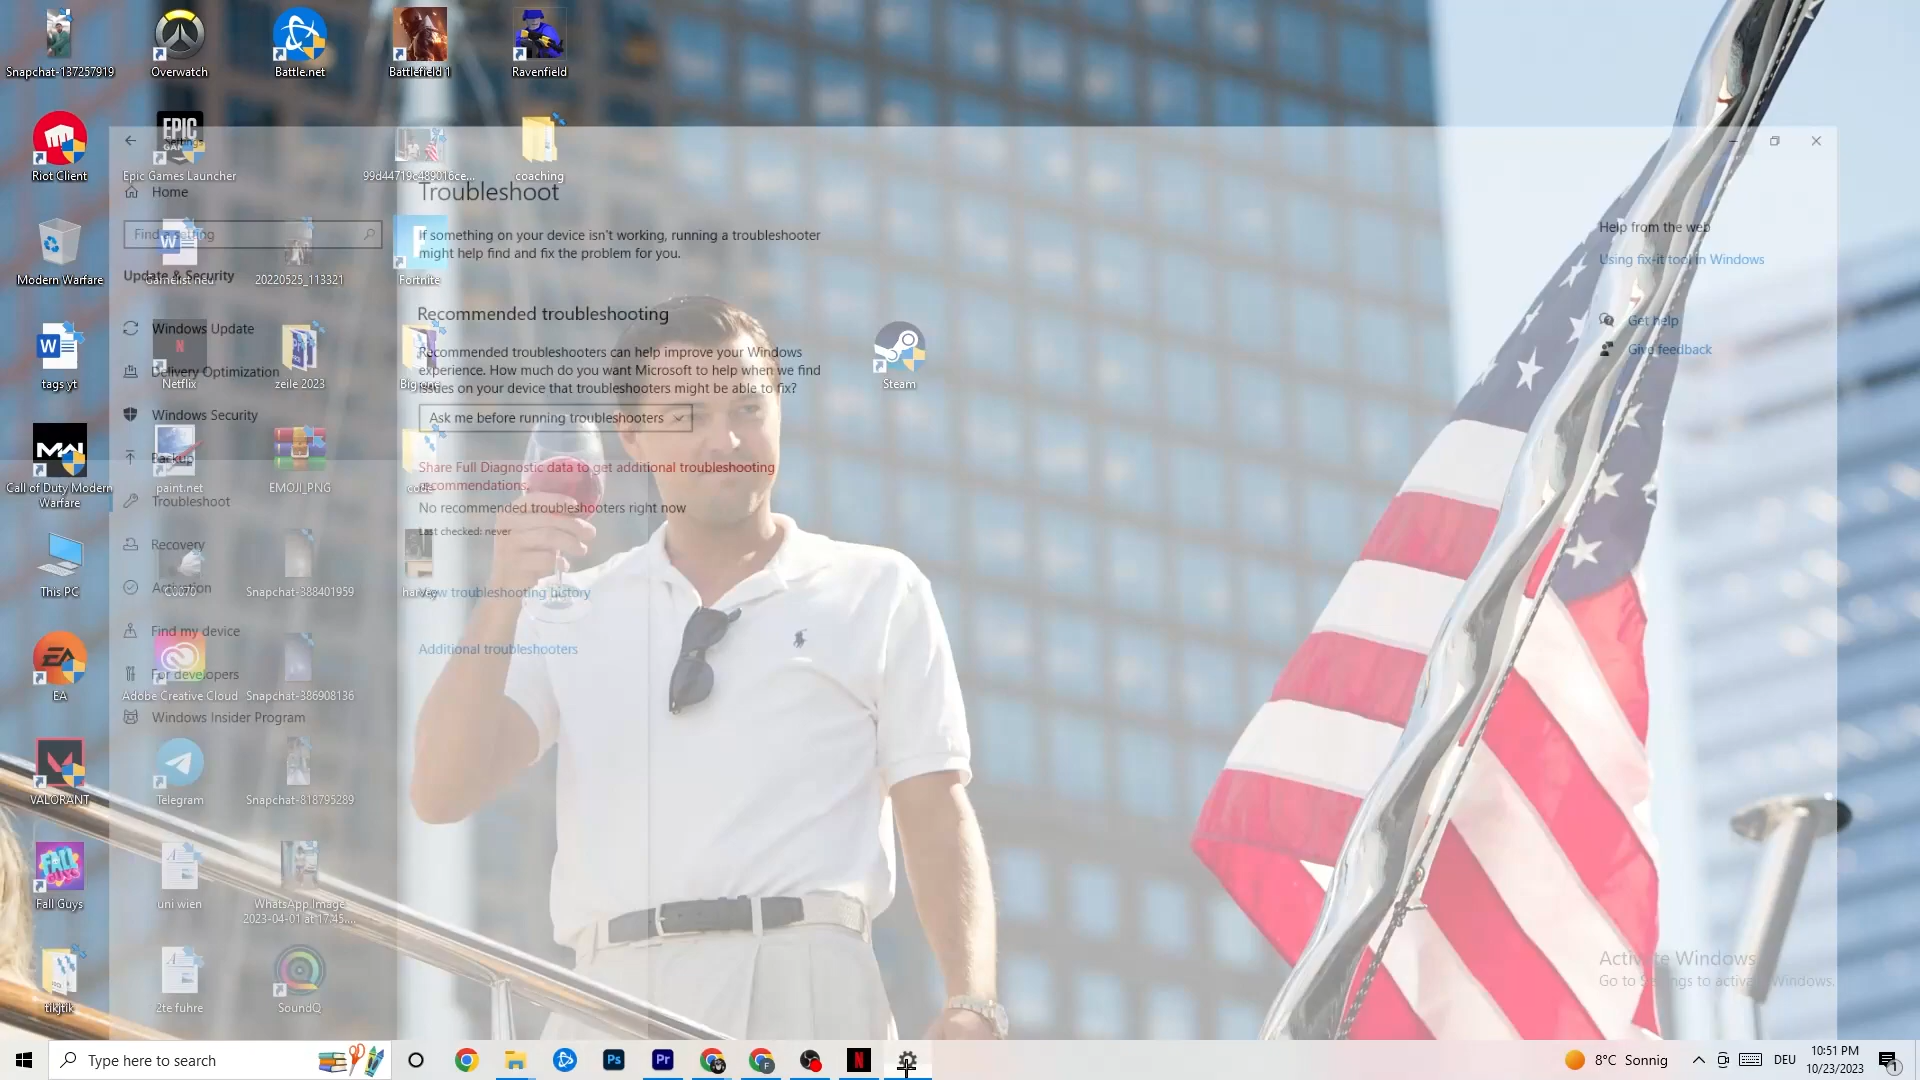 Snapchat-137257919
Overwatch
Battle.net
Battlefield 1
Ravenfield
Riot Client
EPIC
GAMES
Epic Games Launcher
99d44719c489016ce...
coaching
Modern Warfare
Gamelist neu
20220525_113321
Fortnite
tags yt
N
Netflix
zeile 2023
Steam
Call of Duty Modern
Warfare
paint.net
EMOJI_PNG
This PC
Snapchat-388401959
EA
Adobe Creative Cloud
Snapchat-386908136
VALORANT
Telegram
Snapchat-818795289
FALL
GUYS
Fall Guys
uni wien
WhatsApp Image
2023-04-01 at 17.45....
tikjtik
2te fuhre
SoundQ
Settings
Home
Find a setting
Update & Security
Windows Update
Delivery Optimization
Windows Security
Backup
Troubleshoot
Recovery
Activation
Find my device
For developers
Windows Insider Program
Troubleshoot
If something on your device isn't working, running a troubleshooter
might help find and fix the problem for you.
Recommended troubleshooting
Recommended troubleshooters can help improve your Windows
experience. How much do you want Microsoft to help when we find
issues on your device that troubleshooters might be able to fix?
Ask me before running troubleshooters
Share Full Diagnostic data to get additional troubleshooting
recommendations.
No recommended troubleshooters right now
Last checked: never
View troubleshooting history
Additional troubleshooters
Help from the web
Using fix-it tool in Windows
Get help
Give feedback
Activate Windows
Go to Settings to activate Windows.
Type here to search
Ps
Pr
F
N
8°C Sonnig
DEU
10:51 PM
10/23/2023
1